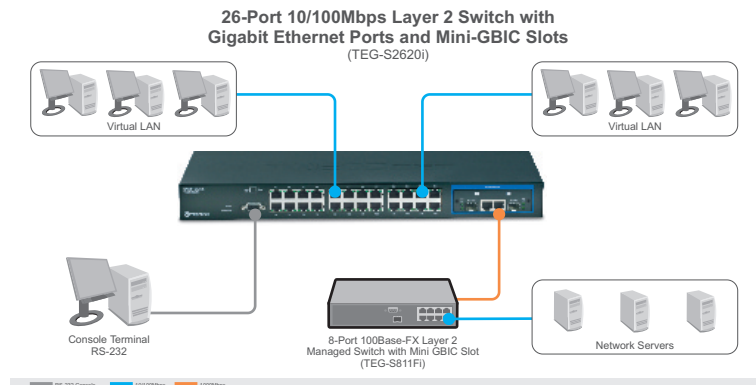 26-Port 10/100Mbps Layer 2 Switch with
Gigabit Ethernet Ports and Mini-GBIC Slots
(TEG-S2620i)
Virtual LAN
Virtual LAN
Console Terminal
RS-232
8-Port 100Base-FX Layer 2
Managed Switch with Mini GBIC Slot
(TEG-S811Fi)
Network Servers
RS-232 Console
10/100Mbps
1000Mbps